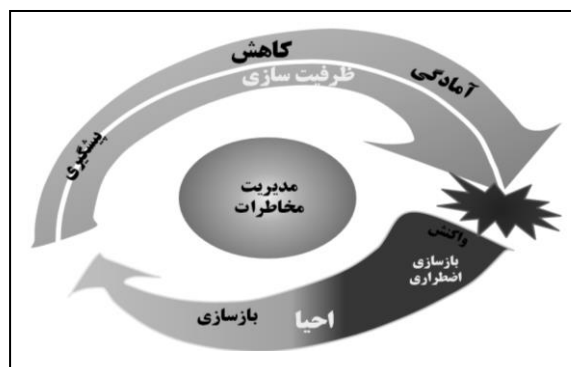 کاهش
ظرفیت سازی
آمادگی
پیشگیری
مدیریت
مخاطرات
واکنش
بازسازی
اضطراری
احیا
بازسازی